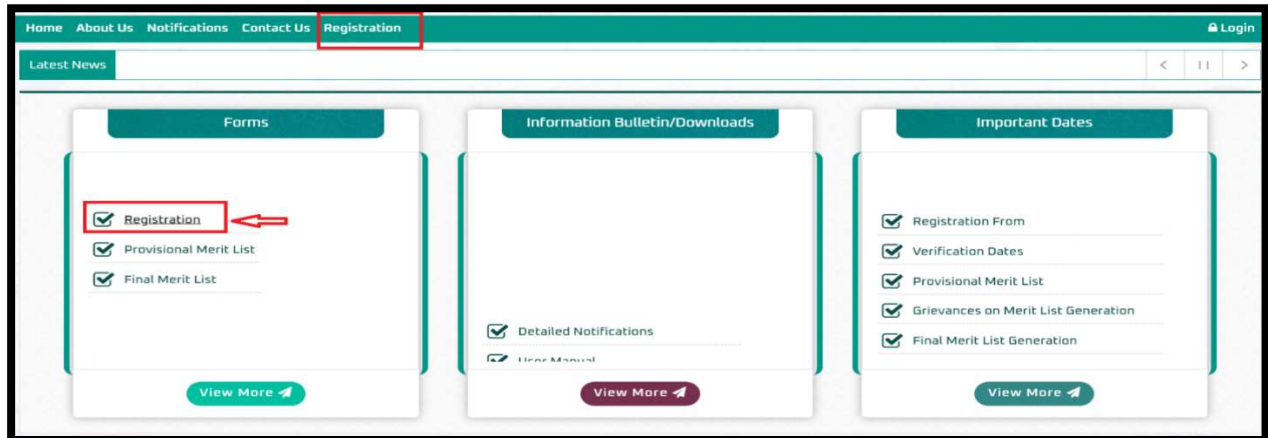 Home About Us Notifications Contact Us Registration Login
Latest News
Forms
Registration
Provisional Merit List
Final Merit List
View More
Information Bulletin/Downloads
Detailed Notifications
User Manual
View More
Important Dates
Registration From
Verification Dates
Provisional Merit List
Grievances on Merit List Generation
Final Merit List Generation
View More